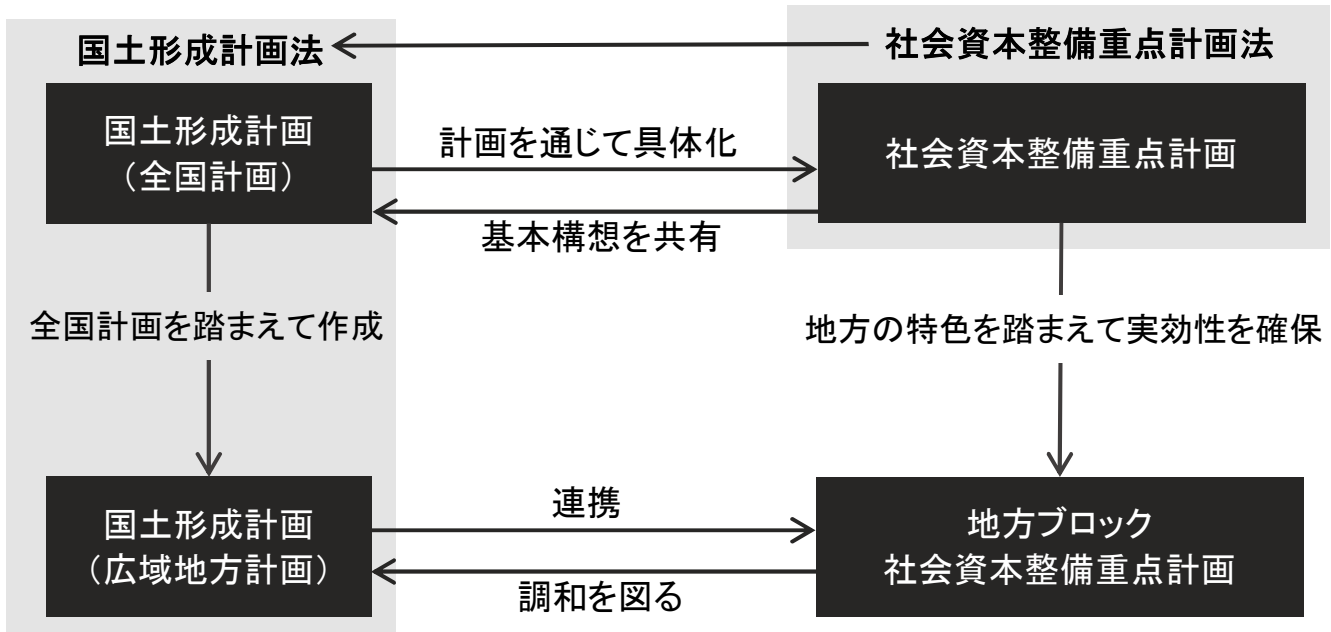 国土形成計画法
社会資本整備重点計画法
国土形成計画
（全国計画）
計画を通じて具体化
社会資本整備重点計画
基本構想を共有
全国計画を踏まえて作成
地方の特色を踏まえて実効性を確保
国土形成計画
（広域地方計画）
連携
地方ブロック
社会資本整備重点計画
調和を図る